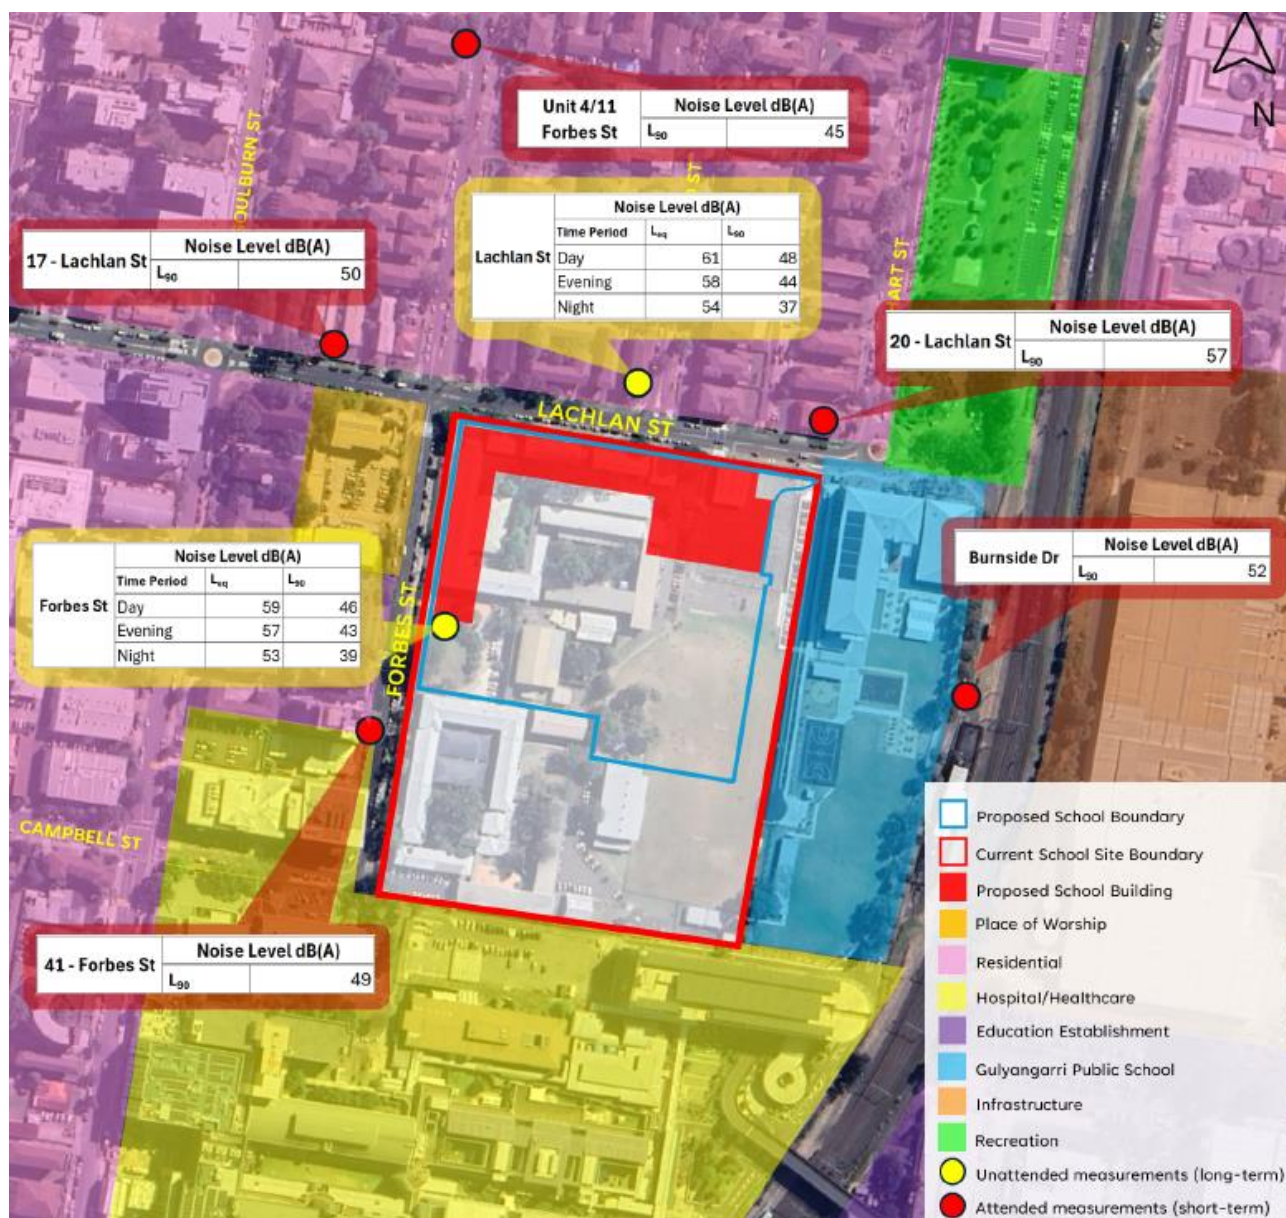 N
Unit 4/11
Forbes St
Noise Level dB(A)
L90 45
OULBURN ST
ST
Lachlan St
Noise Level dB(A)
Time Period Leq L90
Day 61 48
Evening 58 44
Night 54 37
17 - Lachlan St
Noise Level dB(A)
L90 50
ART ST
20 - Lachlan St
Noise Level dB(A)
L90 57
LACHLAN ST
Forbes St
Noise Level dB(A)
Time Period Leq L90
Day 59 46
Evening 57 43
Night 53 39
Burnside Dr
Noise Level dB(A)
L90 52
FORBES ST
CAMPBELL ST
41 - Forbes St
Noise Level dB(A)
L90 49
Proposed School Boundary
Current School Site Boundary
Proposed School Building
Place of Worship
Residential
Hospital/Healthcare
Education Establishment
Gulyangarri Public School
Infrastructure
Recreation
Unattended measurements (long-term)
Attended measurements (short-term)